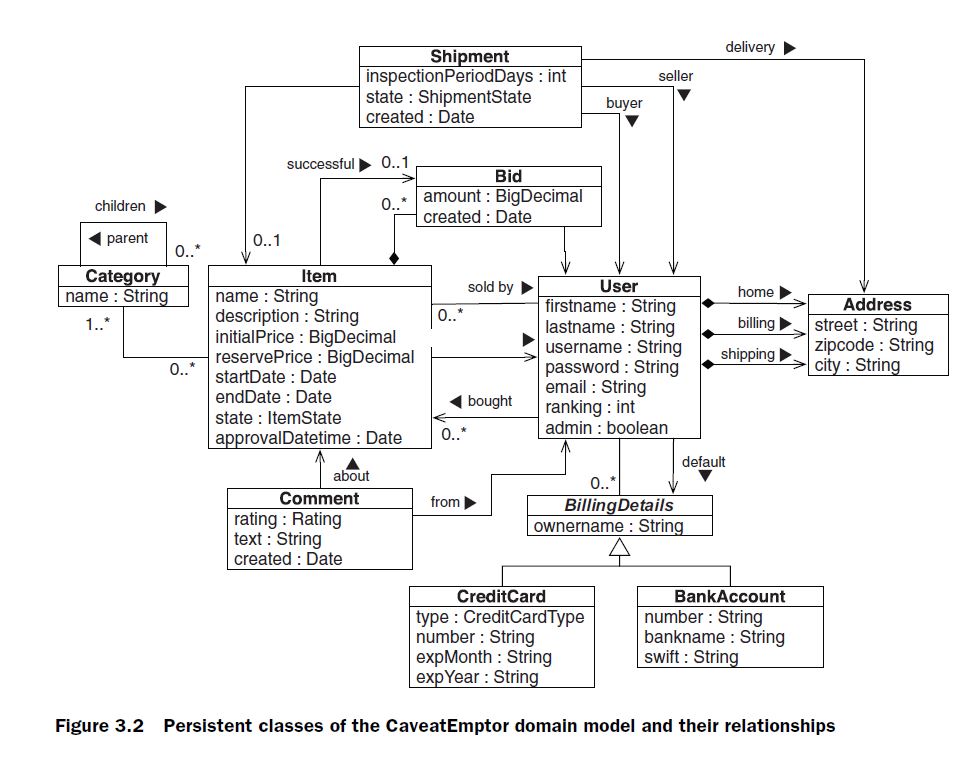 delivery
Shipment
inspectionPeriodDays : int
state : ShipmentState
created : Date
seller
buyer
successful
0..1
Bid
amount : BigDecimal
created : Date
0..*
children
parent
0..*
0..1
Category
name : String
1..*
0..*
Item
name : String
description : String
initialPrice : BigDecimal
reservePrice : BigDecimal
startDate : Date
endDate : Date
state : ItemState
approvalDatetime : Date
sold by
0..*
bought
0..*
User
firstname : String
lastname : String
username : String
password : String
email : String
ranking : int
admin : boolean
home
billing
shipping
Address
street : String
zipcode : String
city : String
about
Comment
rating : Rating
text : String
created : Date
from
0..*
default
BillingDetails
ownername : String
CreditCard
type : CreditCardType
number : String
expMonth : String
expYear : String
BankAccount
number : String
bankname : String
swift : String
Figure 3.2 Persistent classes of the CaveatEmptor domain model and their relationships